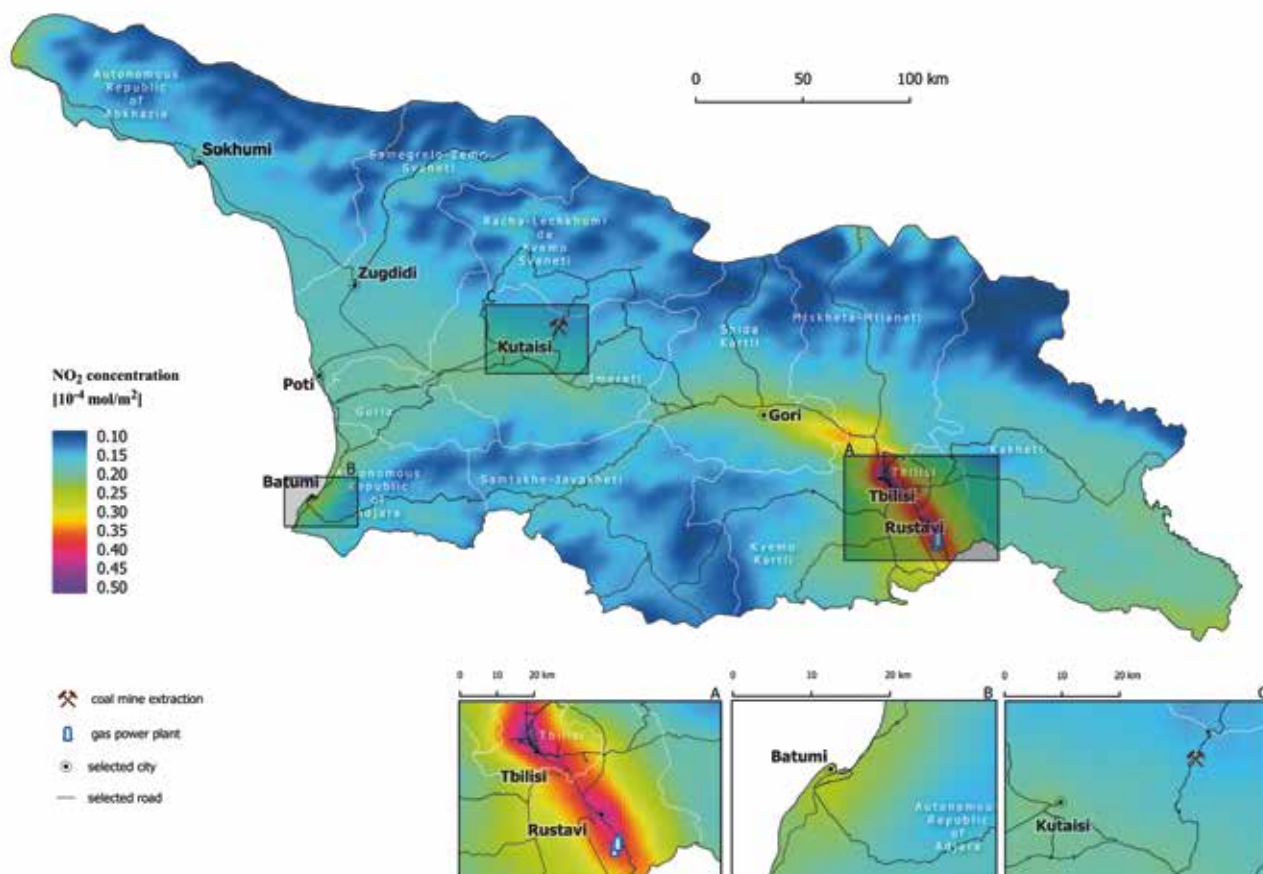 Autonomous
Republic
of
Abkhazia
0 50 100 km
Sokhumi
Samegrelo-Zemo
Svaneti
Racha-Lechkhumi
da
Kvemo
Svaneti
Zugdidi
C
Kutaisi
Shida
Kartli
Mtskheta-Mtianeti
Imereti
Poti
Guria
Gori
NO₂ concentration
[10⁻⁴ mol/m²]
0.10
0.15
0.20
0.25
0.30
0.35
0.40
0.45
0.50
A
Tbilisi
Kakheti
B
Batumi
Autonomous
Republic
of
Adjara
Samtskhe-Javakheti
Tbilisi
Rustavi
Kvemo
Kartli
coal mine extraction
gas power plant
selected city
selected road
0 10 20 km
A
Tbilisi
Tbilisi
Rustavi
0 10 20 km
B
Batumi
Autonomous
Republic
of
Adjara
0 10 20 km
C
Kutaisi